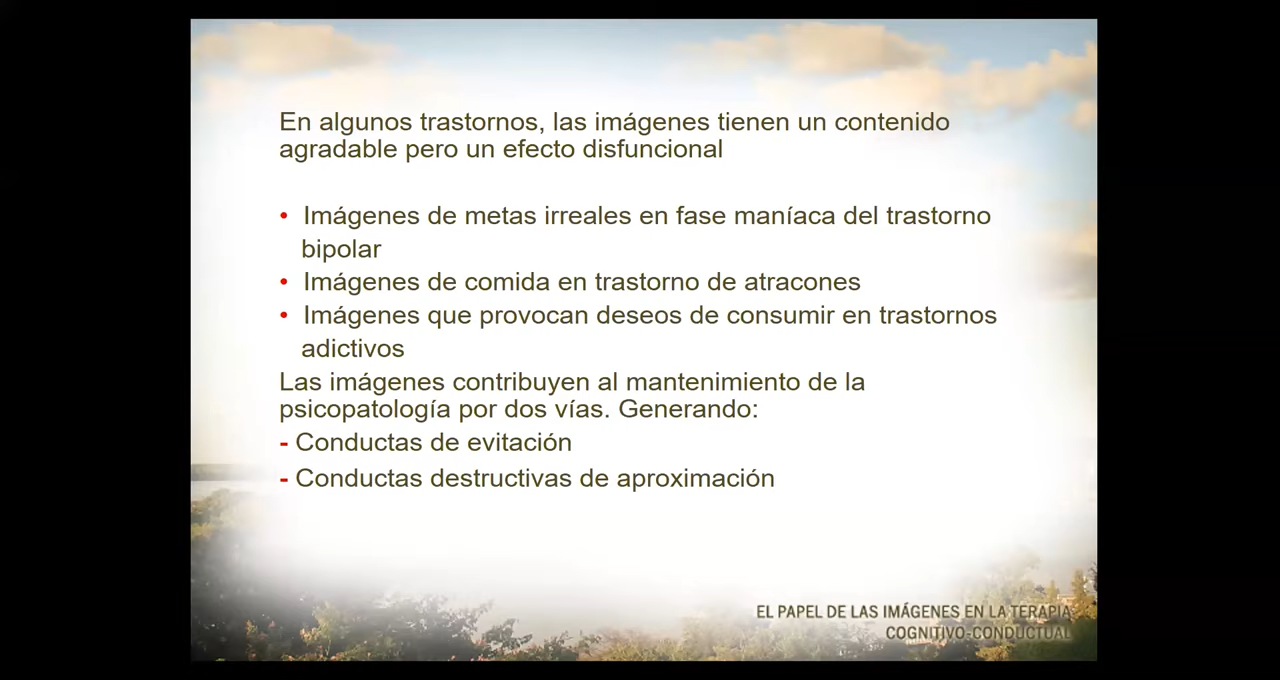 En algunos trastornos, las imágenes tienen un contenido
agradable pero un efecto disfuncional
• Imágenes de metas irreales en fase maníaca del trastorno
bipolar
• Imágenes de comida en trastorno de atracones
• Imágenes que provocan deseos de consumir en trastornos
adictivos
Las imágenes contribuyen al mantenimiento de la
psicopatología por dos vías. Generando:
- Conductas de evitación
- Conductas destructivas de aproximación
EL PAPEL DE LAS IMÁGENES EN LA TERAPIA
COGNITIVO-CONDUCTUAL